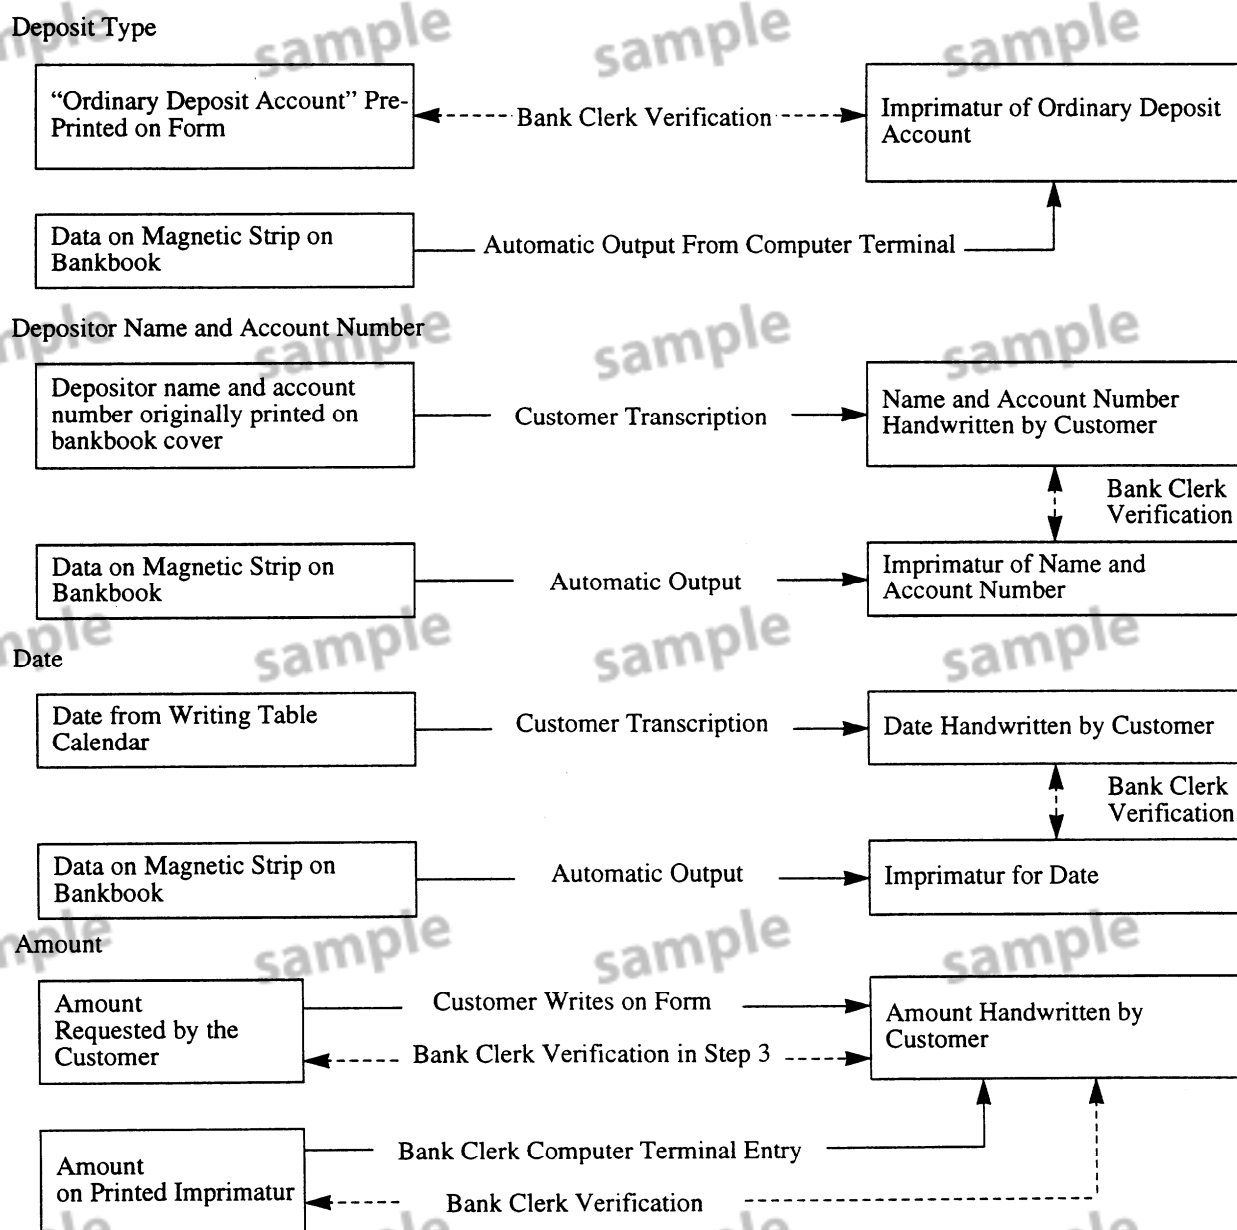 Deposit Type
sample sample sample
"Ordinary Deposit Account" Pre-
Printed on Form
Bank Clerk Verification
Imprimatur of Ordinary Deposit
Account
Data on Magnetic Strip on
Bankbook
Automatic Output From Computer Terminal
Depositor Name and Account Number
sample sample sample
Depositor name and account
number originally printed on
bankbook cover
Customer Transcription
Name and Account Number
Handwritten by Customer
Bank Clerk
Verification
Data on Magnetic Strip on
Bankbook
Automatic Output
Imprimatur of Name and
Account Number
sample sample sample
Date
Date from Writing Table
Calendar
Customer Transcription
Date Handwritten by Customer
Bank Clerk
Verification
Data on Magnetic Strip on
Bankbook
Automatic Output
Imprimatur for Date
Amount
sample sample sample
Amount
Requested by the
Customer
Customer Writes on Form
Bank Clerk Verification in Step 3
Amount Handwritten by
Customer
Amount
on Printed Imprimatur
Bank Clerk Computer Terminal Entry
Bank Clerk Verification